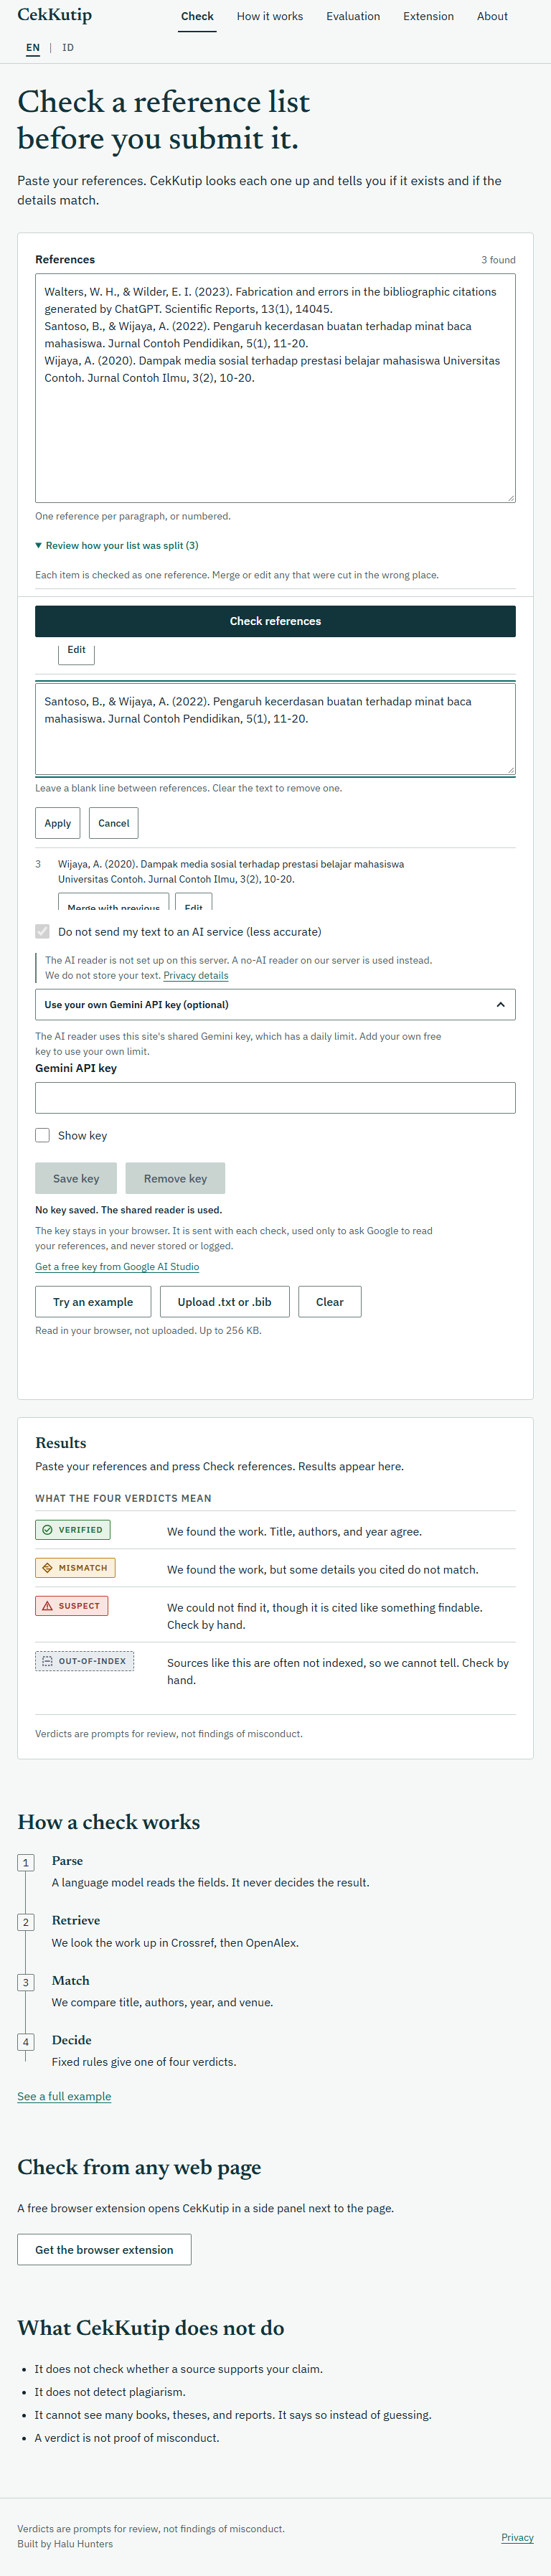 CekKutip
Check
How it works
Evaluation
Extension
About
EN | ID
Check a reference list
before you submit it.
Paste your references. CekKutip looks each one up and tells you if it exists and if the
details match.
References
3 found
Walters, W. H., & Wilder, E. I. (2023). Fabrication and errors in the bibliographic citations
generated by ChatGPT. Scientific Reports, 13(1), 14045.
Santoso, B., & Wijaya, A. (2022). Pengaruh kecerdasan buatan terhadap minat baca
mahasiswa. Jurnal Contoh Pendidikan, 5(1), 11-20.
Wijaya, A. (2020). Dampak media sosial terhadap prestasi belajar mahasiswa Universitas
Contoh. Jurnal Contoh Ilmu, 3(2), 10-20.
One reference per paragraph, or numbered.
Review how your list was split (3)
Each item is checked as one reference. Merge or edit any that were cut in the wrong place.
Check references
Edit
Santoso, B., & Wijaya, A. (2022). Pengaruh kecerdasan buatan terhadap minat baca
mahasiswa. Jurnal Contoh Pendidikan, 5(1), 11-20.
Leave a blank line between references. Clear the text to remove one.
Apply
Cancel
3 Wijaya, A. (2020). Dampak media sosial terhadap prestasi belajar mahasiswa
Universitas Contoh. Jurnal Contoh Ilmu, 3(2), 10-20.
Merge with previous
Edit
Do not send my text to an AI service (less accurate)
The AI reader is not set up on this server. A no-AI reader on our server is used instead.
We do not store your text. Privacy details
Use your own Gemini API key (optional)
The AI reader uses this site's shared Gemini key, which has a daily limit. Add your own free
key to use your own limit.
Gemini API key
Show key
Save key
Remove key
No key saved. The shared reader is used.
The key stays in your browser. It is sent with each check, used only to ask Google to read
your references, and never stored or logged.
Get a free key from Google AI Studio
Try an example
Upload .txt or .bib
Clear
Read in your browser, not uploaded. Up to 256 KB.
Results
Paste your references and press Check references. Results appear here.
WHAT THE FOUR VERDICTS MEAN
VERIFIED
We found the work. Title, authors, and year agree.
MISMATCH
We found the work, but some details you cited do not match.
SUSPECT
We could not find it, though it is cited like something findable.
Check by hand.
OUT-OF-INDEX
Sources like this are often not indexed, so we cannot tell. Check by
hand.
Verdicts are prompts for review, not findings of misconduct.
How a check works
1 Parse
A language model reads the fields. It never decides the result.
2 Retrieve
We look the work up in Crossref, then OpenAlex.
3 Match
We compare title, authors, year, and venue.
4 Decide
Fixed rules give one of four verdicts.
See a full example
Check from any web page
A free browser extension opens CekKutip in a side panel next to the page.
Get the browser extension
What CekKutip does not do
• It does not check whether a source supports your claim.
• It does not detect plagiarism.
• It cannot see many books, theses, and reports. It says so instead of guessing.
• A verdict is not proof of misconduct.
Verdicts are prompts for review, not findings of misconduct.
Built by Halu Hunters
Privacy